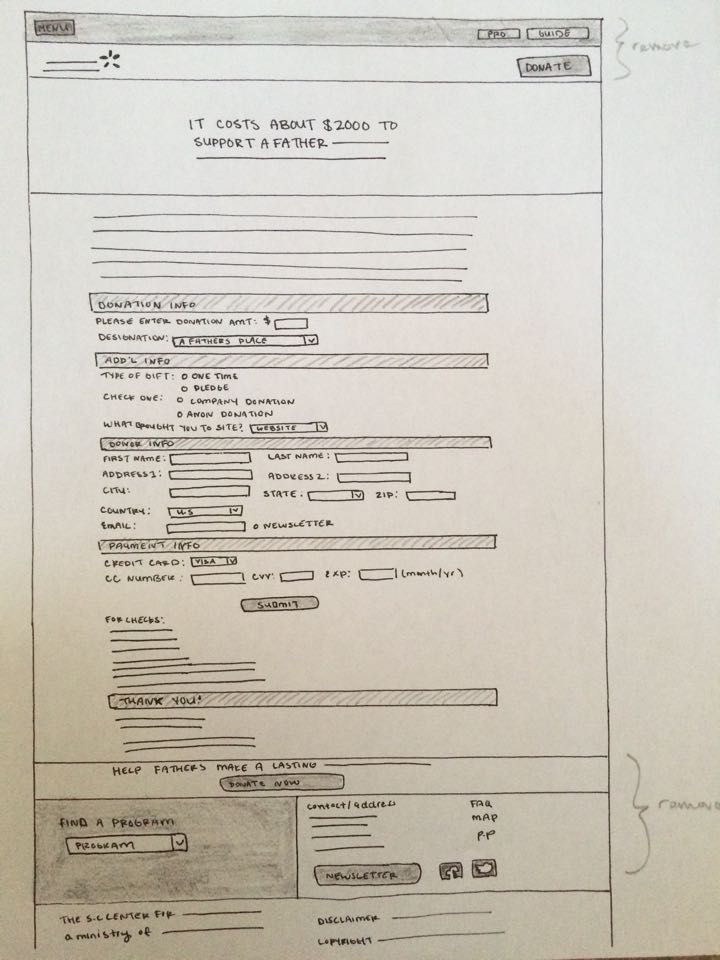 MENU PRO GUIDE
remove
DONATE
IT COSTS ABOUT $2000 TO
SUPPORT A FATHER
DONATION INFO
PLEASE ENTER DONATION AMT: $
DESIGNATION: A FATHERS PLACE
ADD'L INFO
TYPE OF GIFT: O ONE TIME
O PLEDGE
CHECK ONE: O COMPANY DONATION
O ANON DONATION
WHAT BROUGHT YOU TO SITE? WEBSITE
DONOR INFO
FIRST NAME: LAST NAME:
ADDRESS1: ADDRESS2:
CITY: STATE: ZIP:
COUNTRY: US
EMAIL: O NEWSLETTER
PAYMENT INFO
CREDIT CARD: VISA
CC NUMBER: CVV: EXP: (month/yr)
SUBMIT
FOR CHECKS:
THANK YOU!
HELP FATHERS MAKE A LASTING
DONATE NOW
remove
FIND A PROGRAM
PROGRAM
contact/address FAQ
MAP
PP
NEWSLETTER
THE S.C CENTER FOR
a ministry of
DISCLAIMER
COPYRIGHT